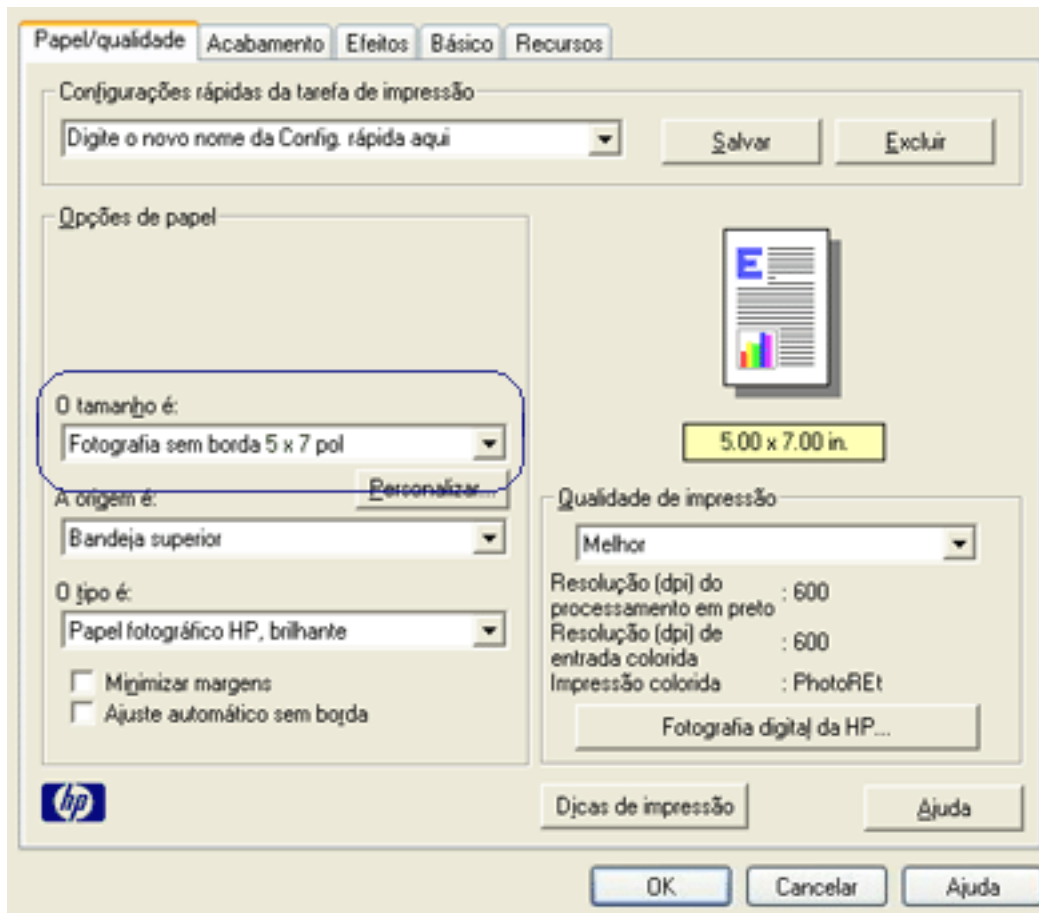 Papel/qualidade Acabamento Efeitos Básico Recursos
Configurações rápidas da tarefa de impressão
Digite o novo nome da Config. rápida aqui Salvar Excluir
Opções de papel
E
O tamanho é:
Fotografia sem borda 5 x 7 pol
5.00 x 7.00 in.
Personalizar...
A origem é:
Bandeja superior
O tipo é:
Papel fotográfico HP, brilhante
Minimizar margens
Ajuste automático sem borda
Qualidade de impressão
Melhor
Resolução (dpi) do
processamento em preto : 600
Resolução (dpi) de
entrada colorida : 600
Impressão colorida : PhotoREt
Fotografia digital da HP...
hp
Dicas de impressão Ajuda
OK Cancelar Ajuda